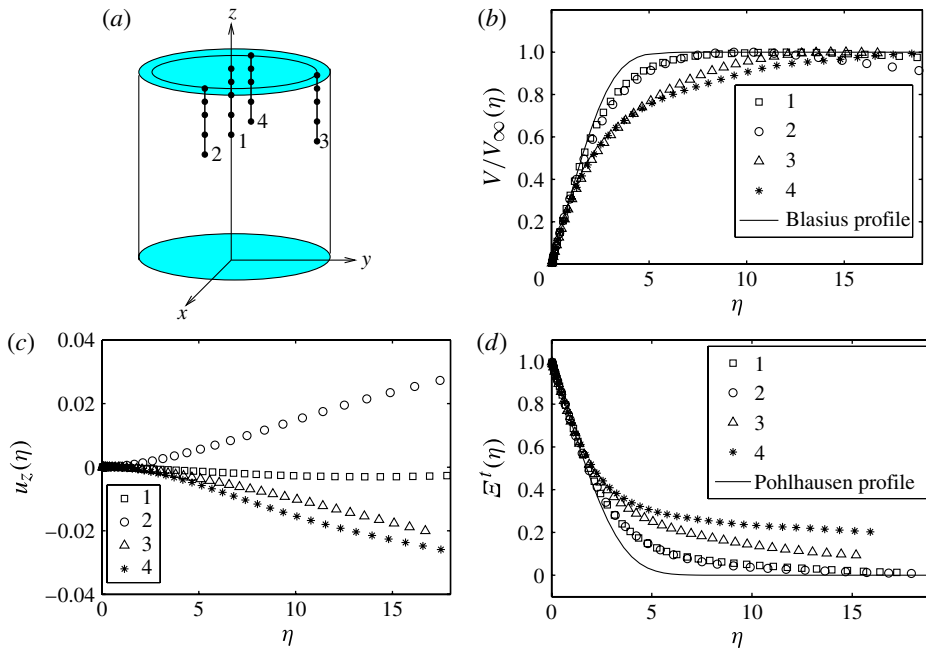 (a)
z
2
1
4
3
y
x
(b)
V/V∞(η)
1.0
0.8
0.6
0.4
0.2
0
5
10
15
η
1
2
3
4
Blasius profile
(c)
u_z(η)
0.04
0.02
0
−0.02
−0.04
0
5
10
15
η
1
2
3
4
(d)
Ξ^t(η)
1.0
0.8
0.6
0.4
0.2
0
0
5
10
15
η
1
2
3
4
Pohlhausen profile